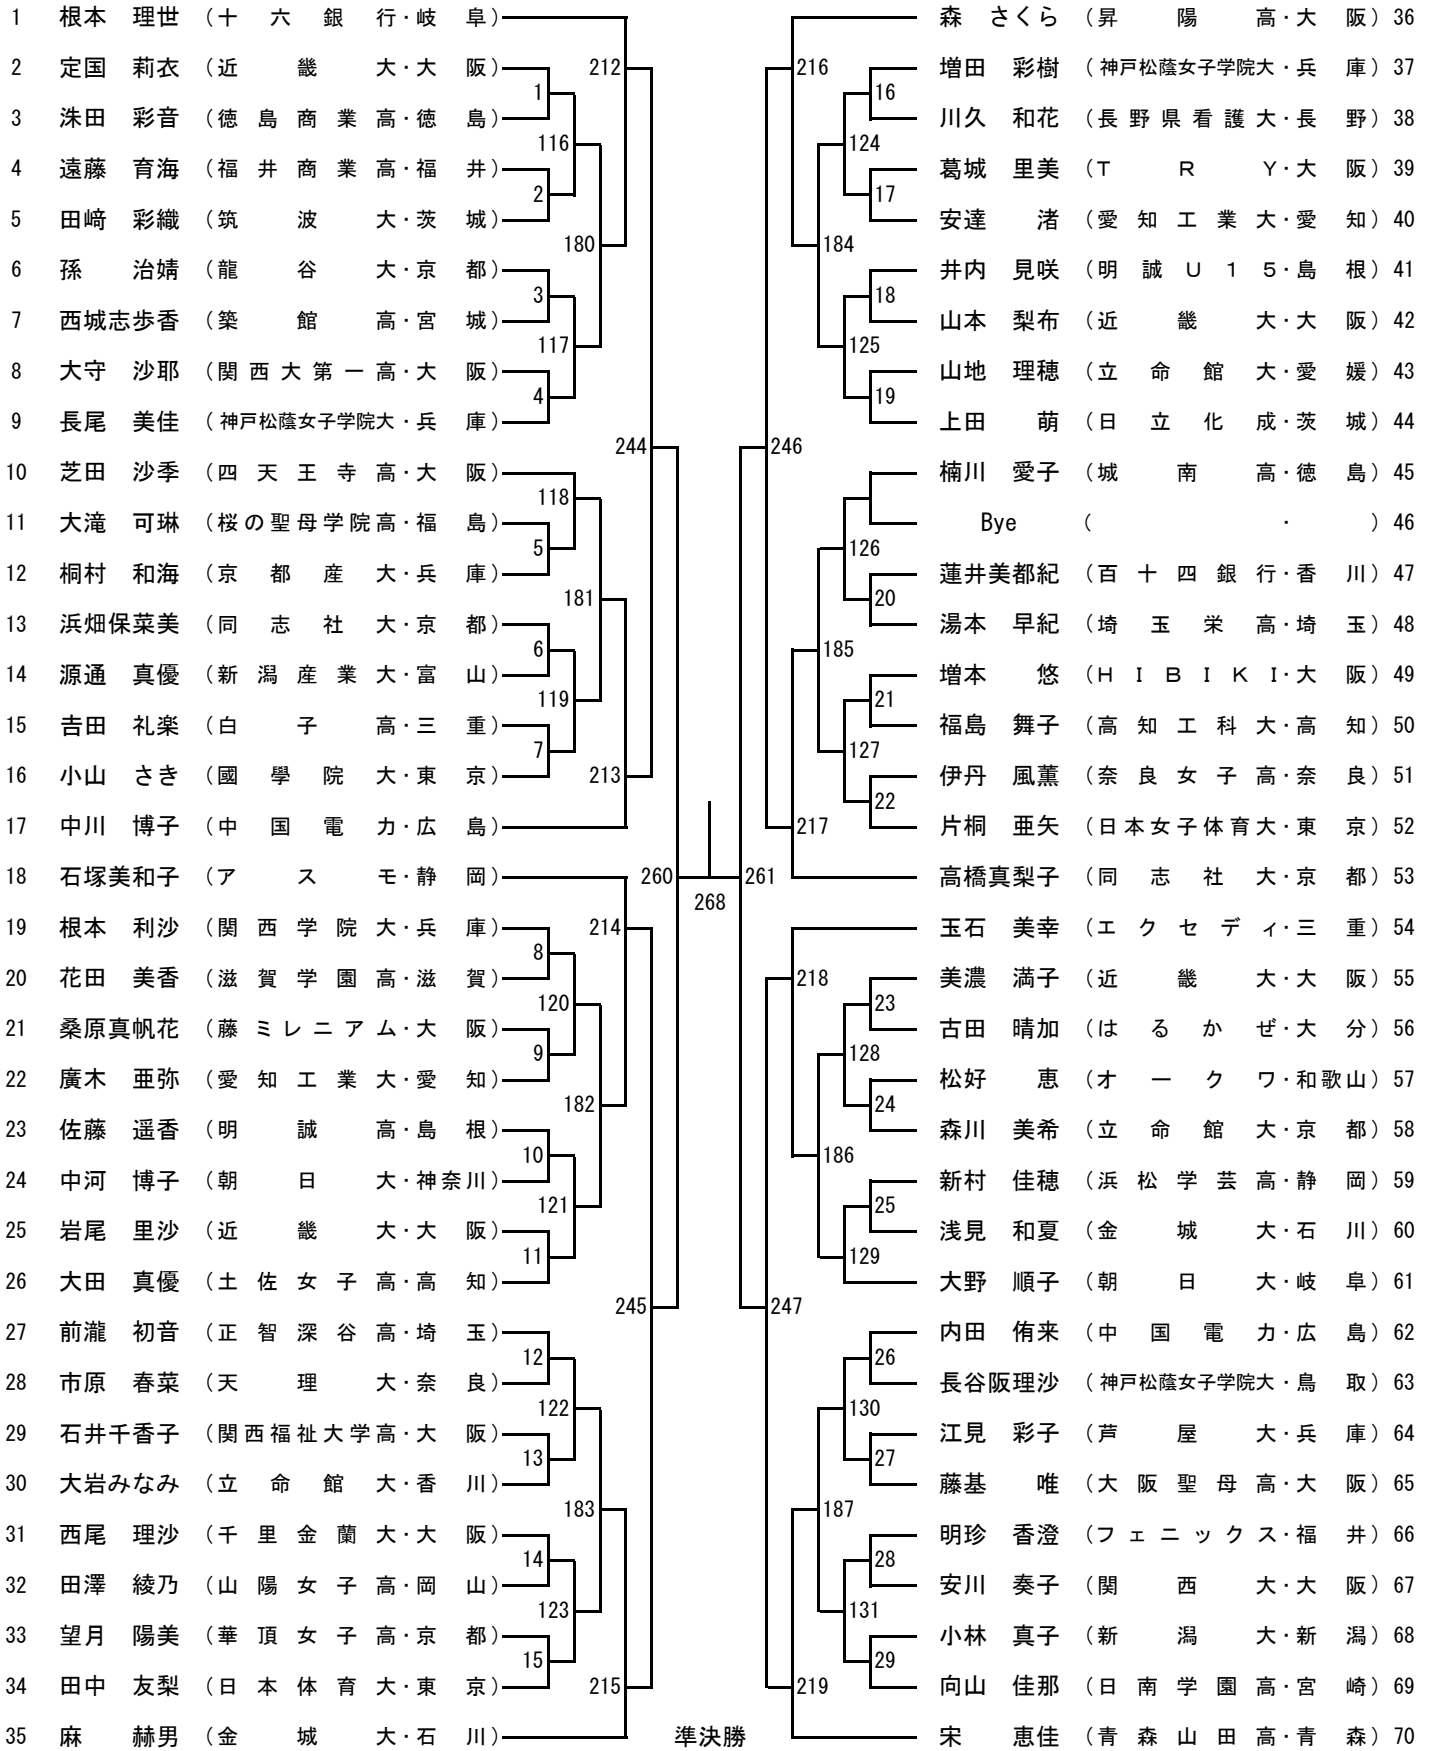 1 根本 理世 (十六銀行・岐阜)
2 定国 莉衣 (近畿大・大阪)
3 洙田 彩音 (徳島商業高・徳島)
4 遠藤 育海 (福井商業高・福井)
5 田﨑 彩織 (筑波大・茨城)
6 孫 治婧 (龍谷大・京都)
7 西城志歩香 (築館高・宮城)
8 大守 沙耶 (関西大第一高・大阪)
9 長尾 美佳 (神戸松蔭女子学院大・兵庫)
10 芝田 沙季 (四天王寺高・大阪)
11 大滝 可琳 (桜の聖母学院高・福島)
12 桐村 和海 (京都産大・兵庫)
13 浜畑保菜美 (同志社大・京都)
14 源通 真優 (新潟産業大・富山)
15 吉田 礼楽 (白子高・三重)
16 小山 さき (國學院大・東京)
17 中川 博子 (中国電力・広島)
18 石塚美和子 (アスモ・静岡)
19 根本 利沙 (関西学院大・兵庫)
20 花田 美香 (滋賀学園高・滋賀)
21 桑原真帆花 (藤ミレニアム・大阪)
22 廣木 亜弥 (愛知工業大・愛知)
23 佐藤 遥香 (明誠高・島根)
24 中河 博子 (朝日大・神奈川)
25 岩尾 里沙 (近畿大・大阪)
26 大田 真優 (土佐女子高・高知)
27 前瀧 初音 (正智深谷高・埼玉)
28 市原 春菜 (天理大・奈良)
29 石井千香子 (関西福祉大学高・大阪)
30 大岩みなみ (立命館大・香川)
31 西尾 理沙 (千里金蘭大・大阪)
32 田澤 綾乃 (山陽女子高・岡山)
33 望月 陽美 (華頂女子高・京都)
34 田中 友梨 (日本体育大・東京)
35 麻 赫男 (金城大・石川)
1
2
3
4
5
6
7
8
9
10
11
12
13
14
15
116
117
118
119
120
121
122
123
180
181
182
183
212
213
214
215
244
245
260
268
準決勝
261
246
247
216
217
218
219
184
185
186
187
124
125
126
127
128
129
130
131
16
17
18
19
20
21
22
23
24
25
26
27
28
29
森 さくら (昇陽高・大阪) 36
増田 彩樹 (神戸松蔭女子学院大・兵庫) 37
川久 和花 (長野県看護大・長野) 38
葛城 里美 (TRY・大阪) 39
安達 渚 (愛知工業大・愛知) 40
井内 見咲 (明誠U15・島根) 41
山本 梨布 (近畿大・大阪) 42
山地 理穂 (立命館大・愛媛) 43
上田 萌 (日立化成・茨城) 44
楠川 愛子 (城南高・徳島) 45
Bye ( ・ ) 46
蓮井美都紀 (百十四銀行・香川) 47
湯本 早紀 (埼玉栄高・埼玉) 48
増本 悠 (HIBIKI・大阪) 49
福島 舞子 (高知工科大・高知) 50
伊丹 風薫 (奈良女子高・奈良) 51
片桐 亜矢 (日本女子体育大・東京) 52
高橋真梨子 (同志社大・京都) 53
玉石 美幸 (エクセディ・三重) 54
美濃 満子 (近畿大・大阪) 55
古田 晴加 (はるかぜ・大分) 56
松好 恵 (オークワ・和歌山) 57
森川 美希 (立命館大・京都) 58
新村 佳穂 (浜松学芸高・静岡) 59
浅見 和夏 (金城大・石川) 60
大野 順子 (朝日大・岐阜) 61
内田 侑来 (中国電力・広島) 62
長谷阪理沙 (神戸松蔭女子学院大・鳥取) 63
江見 彩子 (芦屋大・兵庫) 64
藤基 唯 (大阪聖母高・大阪) 65
明珍 香澄 (フェニックス・福井) 66
安川 奏子 (関西大・大阪) 67
小林 真子 (新潟大・新潟) 68
向山 佳那 (日南学園高・宮崎) 69
宋 恵佳 (青森山田高・青森) 70